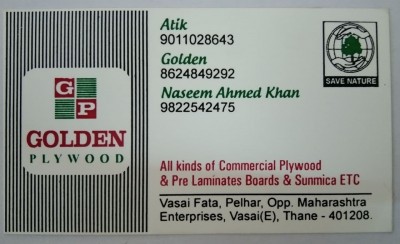 G
P
GOLDEN
PLYWOOD
Atik
9011028643
Golden
8624849292
Naseem Ahmed Khan
9822542475
SAVE NATURE
All kinds of Commercial Plywood
& Pre Laminates Boards & Sunmica ETC
Vasai Fata, Pelhar, Opp. Maharashtra
Enterprises, Vasai(E), Thane - 401208.